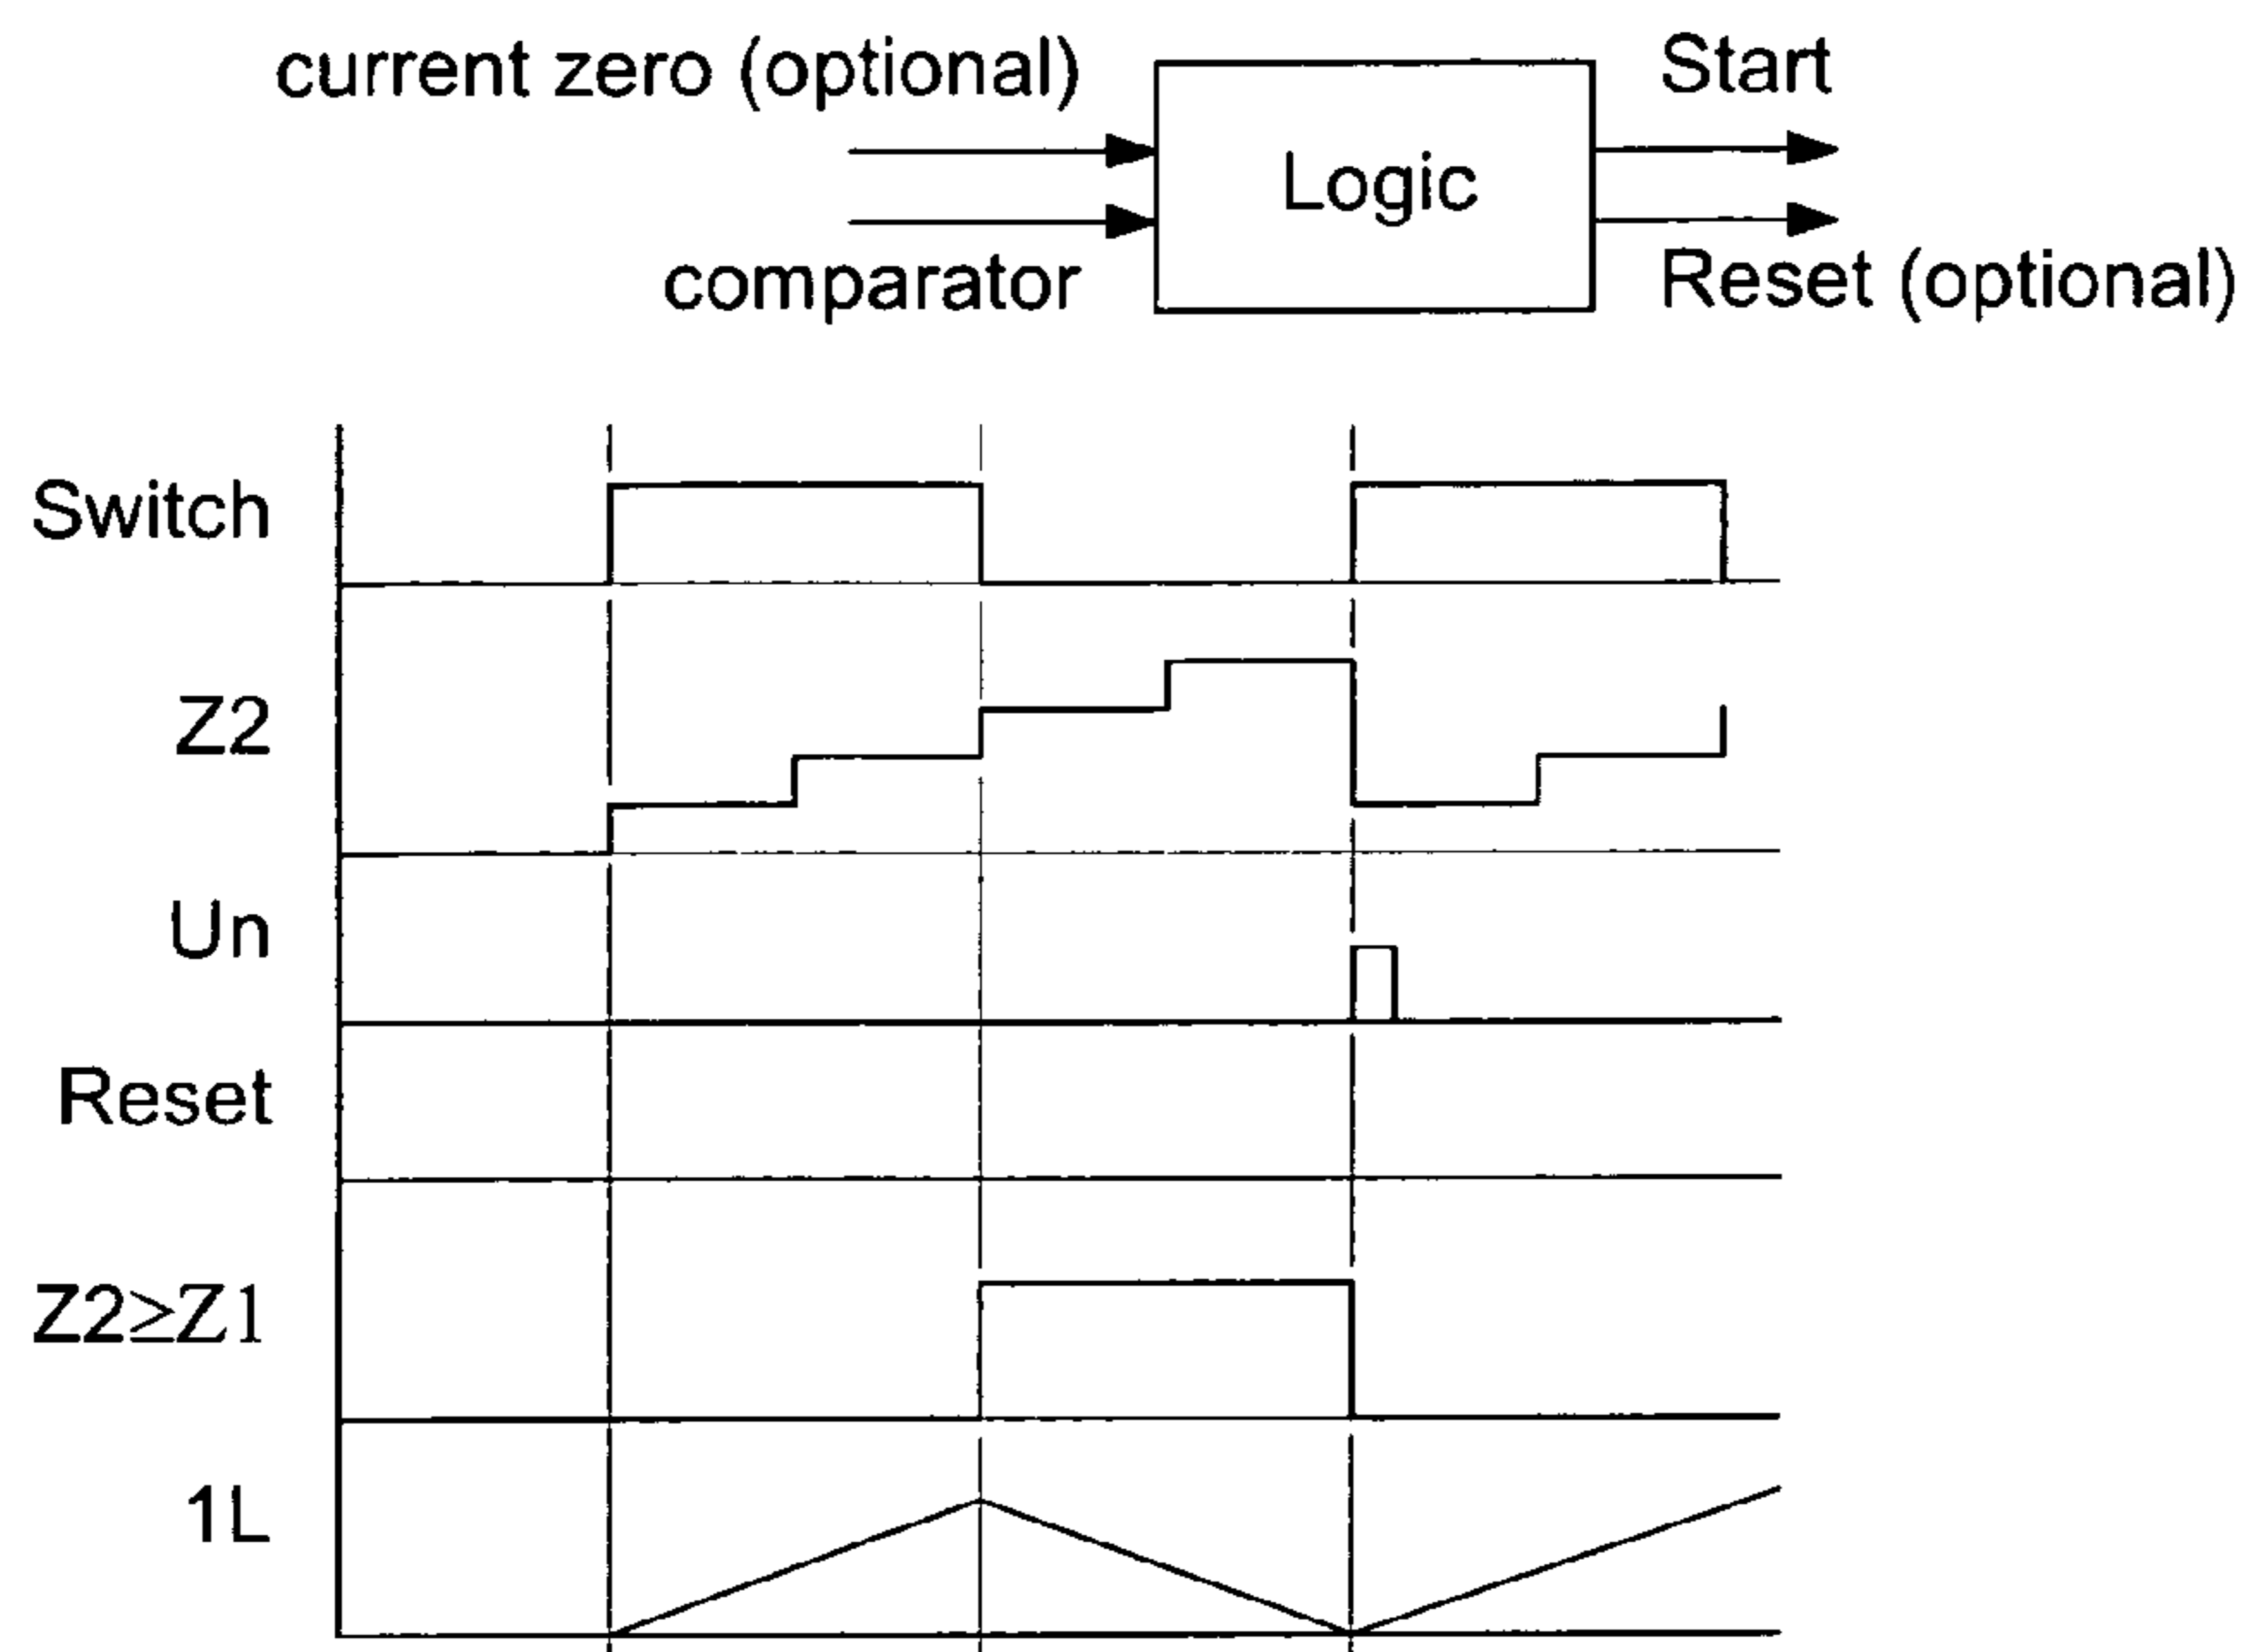 current zero (optional)
Start
Logic
comparator
Reset (optional)
Switch
Z2
Un
Reset
Z2≥Z1
1L